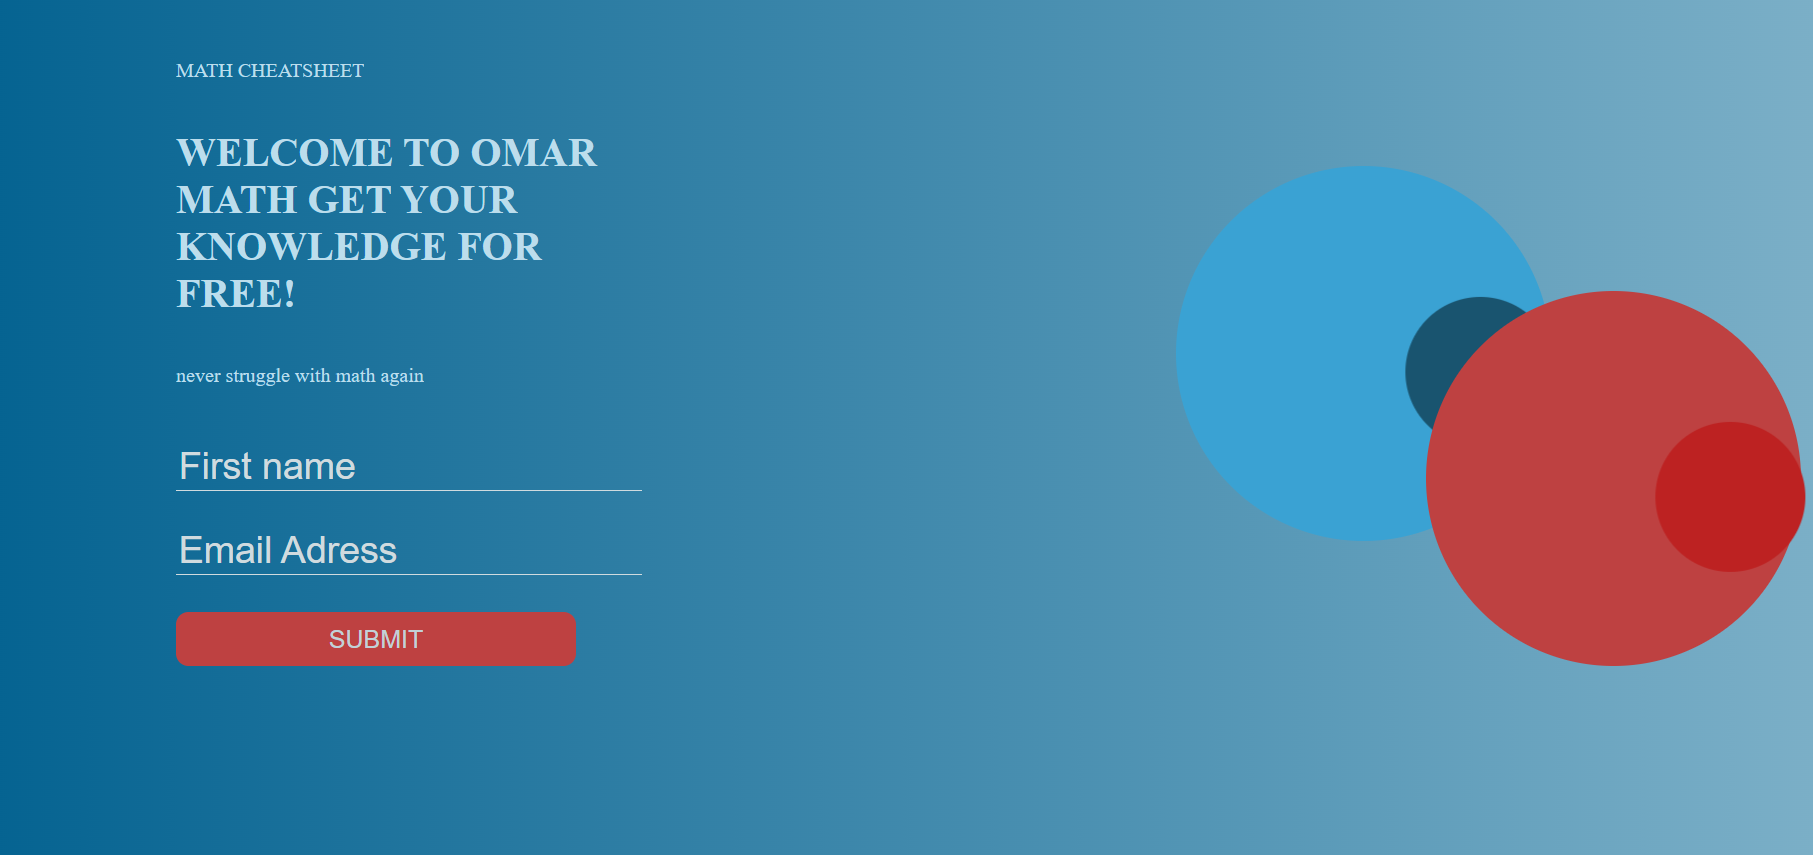 MATH CHEATSHEET
WELCOME TO OMAR
MATH GET YOUR
KNOWLEDGE FOR
FREE!
never struggle with math again
First name
Email Adress
SUBMIT